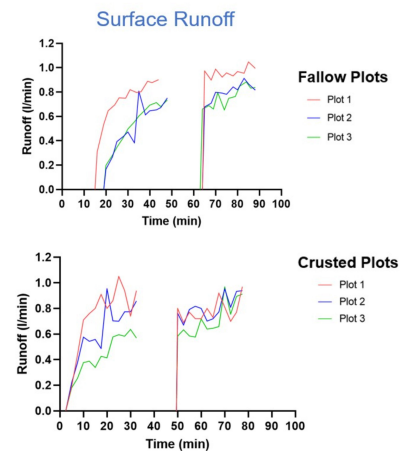 Surface Runoff
1.2
1.0
0.8
0.6
0.4
0.2
0.0
Runoff (l/min)
0 10 20 30 40 50 60 70 80 90 100
Time (min)
Fallow Plots
Plot 1
Plot 2
Plot 3
1.2
1.0
0.8
0.6
0.4
0.2
0.0
Runoff (l/min)
0 10 20 30 40 50 60 70 80 90 100
Time (min)
Crusted Plots
Plot 1
Plot 2
Plot 3